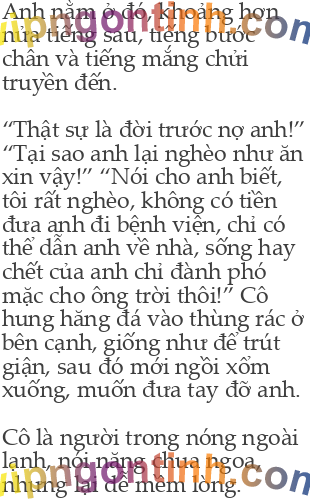 Anh nằm ở đó, khoảng hơn
nửa tiếng sau, tiếng bước
chân và tiếng mắng chửi
truyền đến.
“Thật sự là đời trước nợ anh!”
“Tại sao anh lại nghèo như ăn
xin vậy!” “Nói cho anh biết,
tôi rất nghèo, không có tiền
đưa anh đi bệnh viện, chỉ có
thể dẫn anh về nhà, sống hay
chết của anh chỉ đành phó
mặc cho ông trời thôi!” Cô
hung hăng đá vào thùng rác ở
bên cạnh, giống như để trút
giận, sau đó mới ngồi xổm
xuống, muốn đưa tay đỡ anh.
Cô là người trong nóng ngoài
lạnh, nói năng chua ngoa,
nhưng lại dễ mềm lòng.
vipngontinh.com
vipngontinh.com